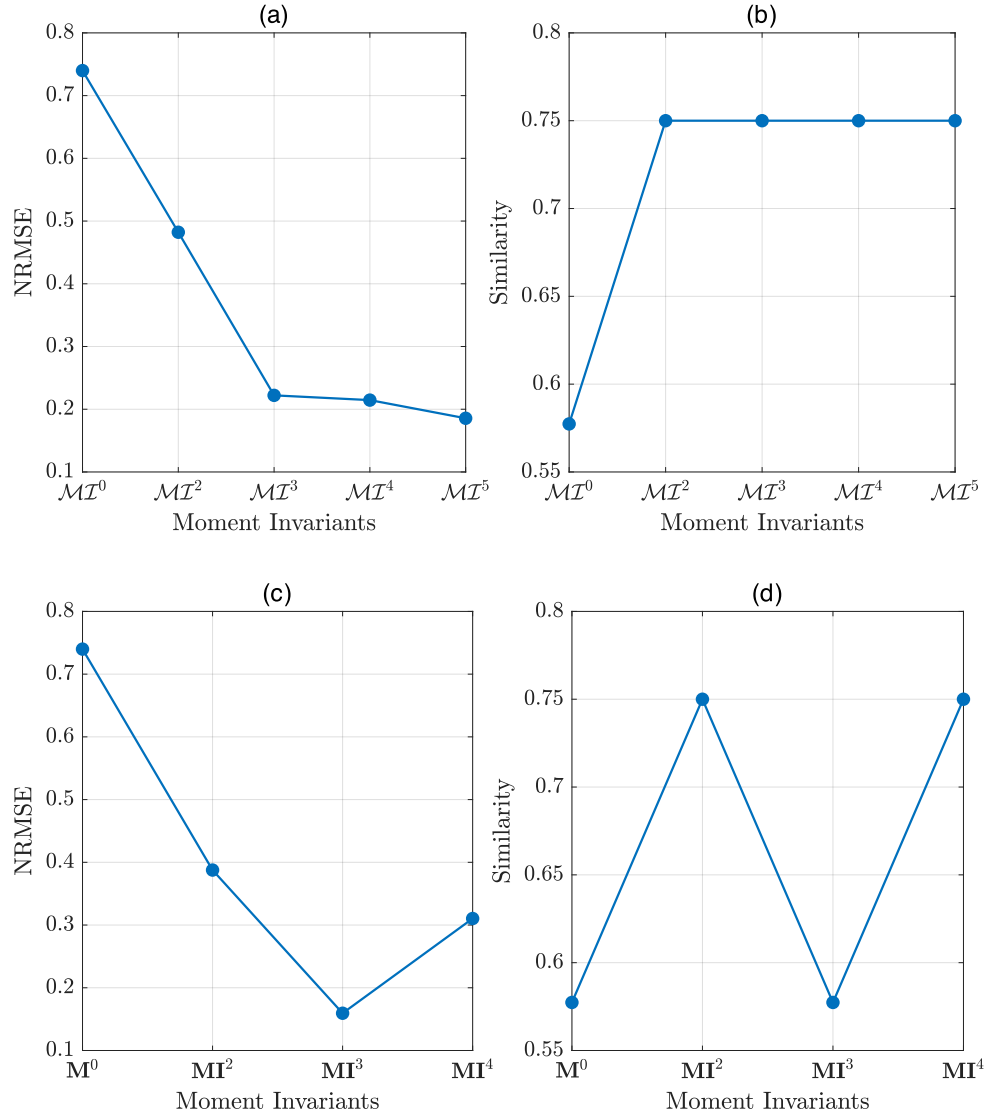 (a)
0.8
0.7
0.6
0.5
0.4
0.3
0.2
0.1
NRMSE
ℳℐ⁰ ℳℐ² ℳℐ³ ℳℐ⁴ ℳℐ⁵
Moment Invariants
(b)
0.8
0.75
0.7
0.65
0.6
0.55
Similarity
ℳℐ⁰ ℳℐ² ℳℐ³ ℳℐ⁴ ℳℐ⁵
Moment Invariants
(c)
0.8
0.7
0.6
0.5
0.4
0.3
0.2
0.1
NRMSE
M⁰ MI² MI³ MI⁴
Moment Invariants
(d)
0.8
0.75
0.7
0.65
0.6
0.55
Similarity
M⁰ MI² MI³ MI⁴
Moment Invariants